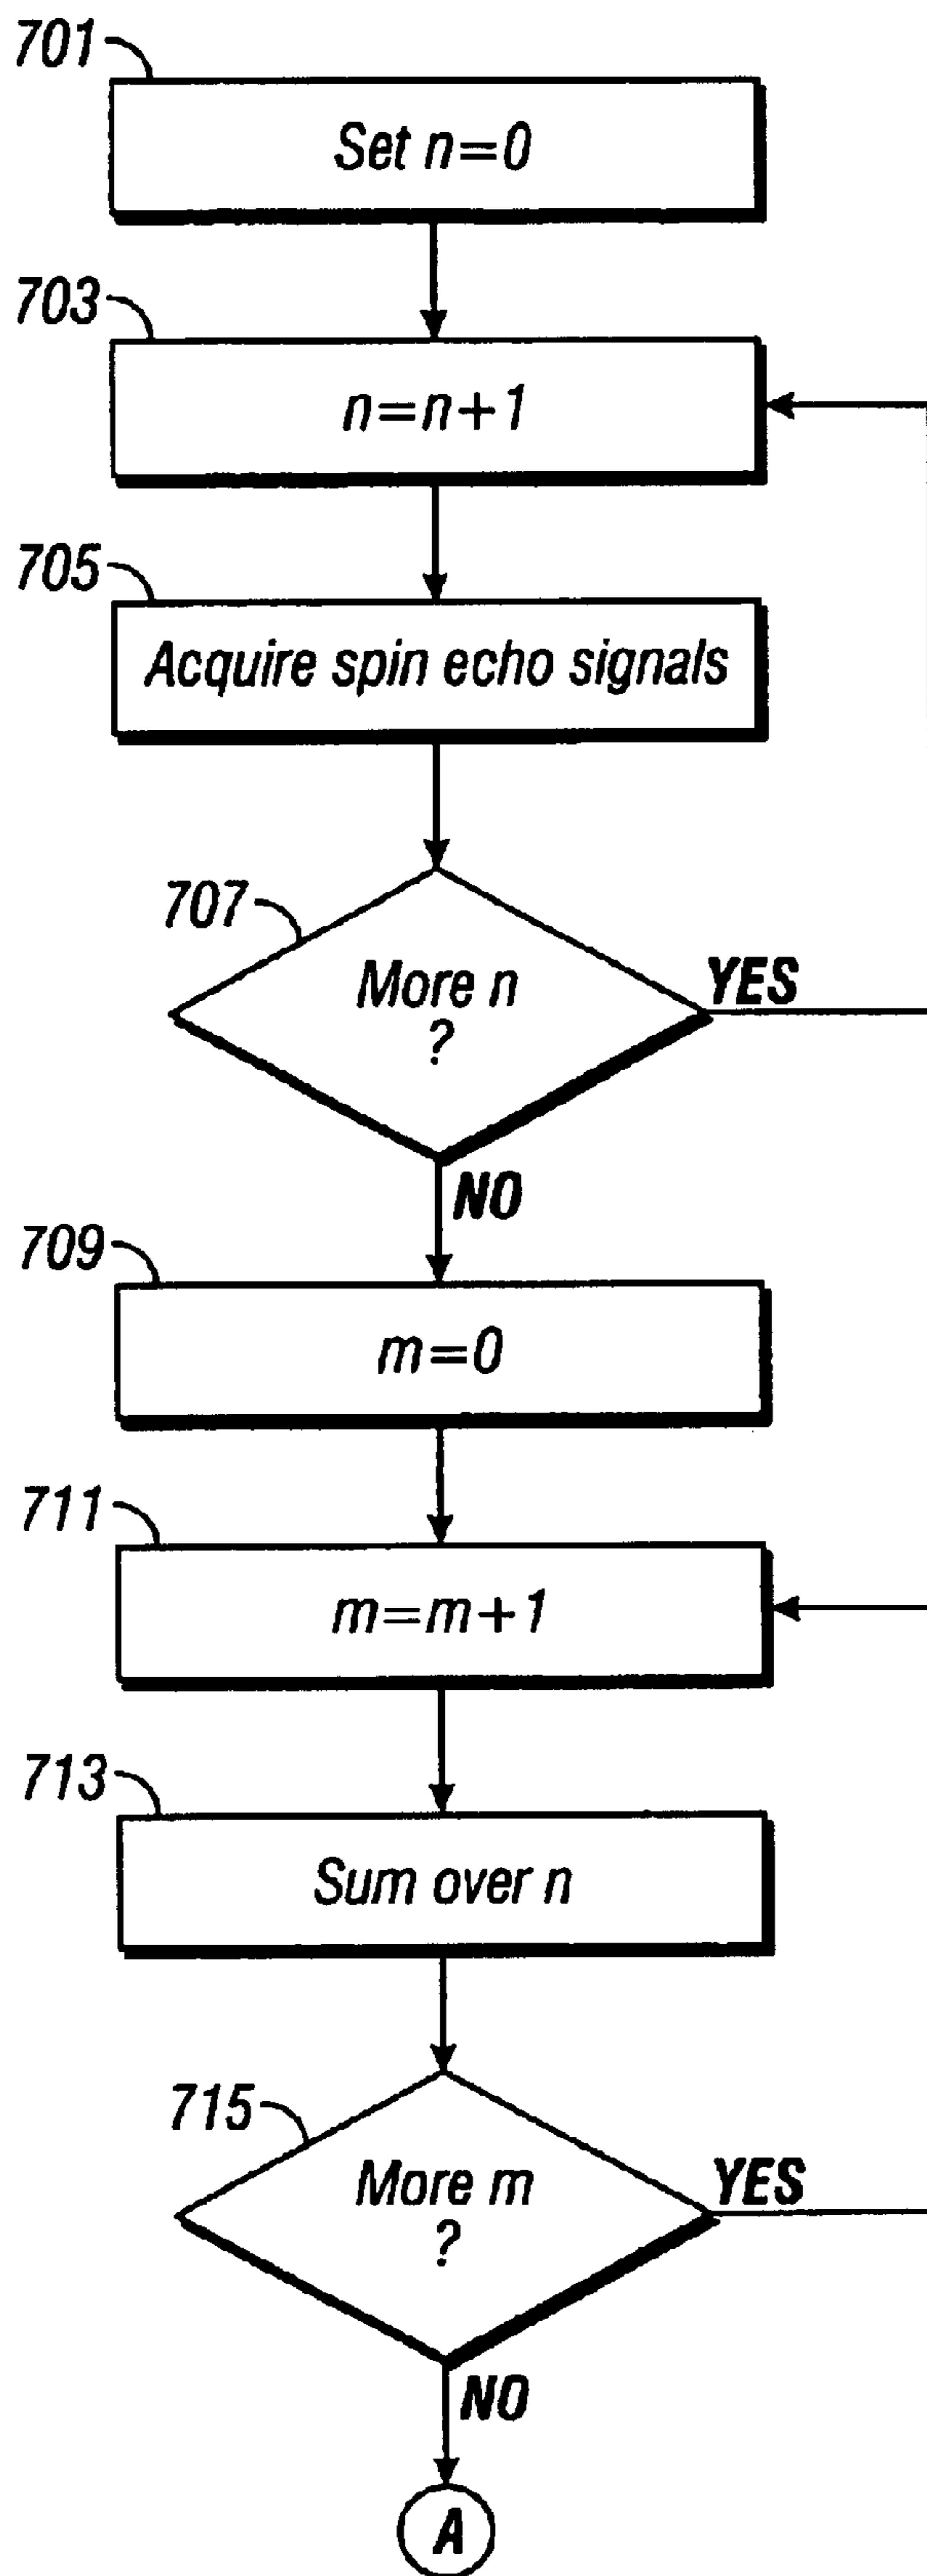 701
Set n=0
703
n=n+1
705
Acquire spin echo signals
707
More n
?
YES
NO
709
m=0
711
m=m+1
713
Sum over n
715
More m
?
YES
NO
A